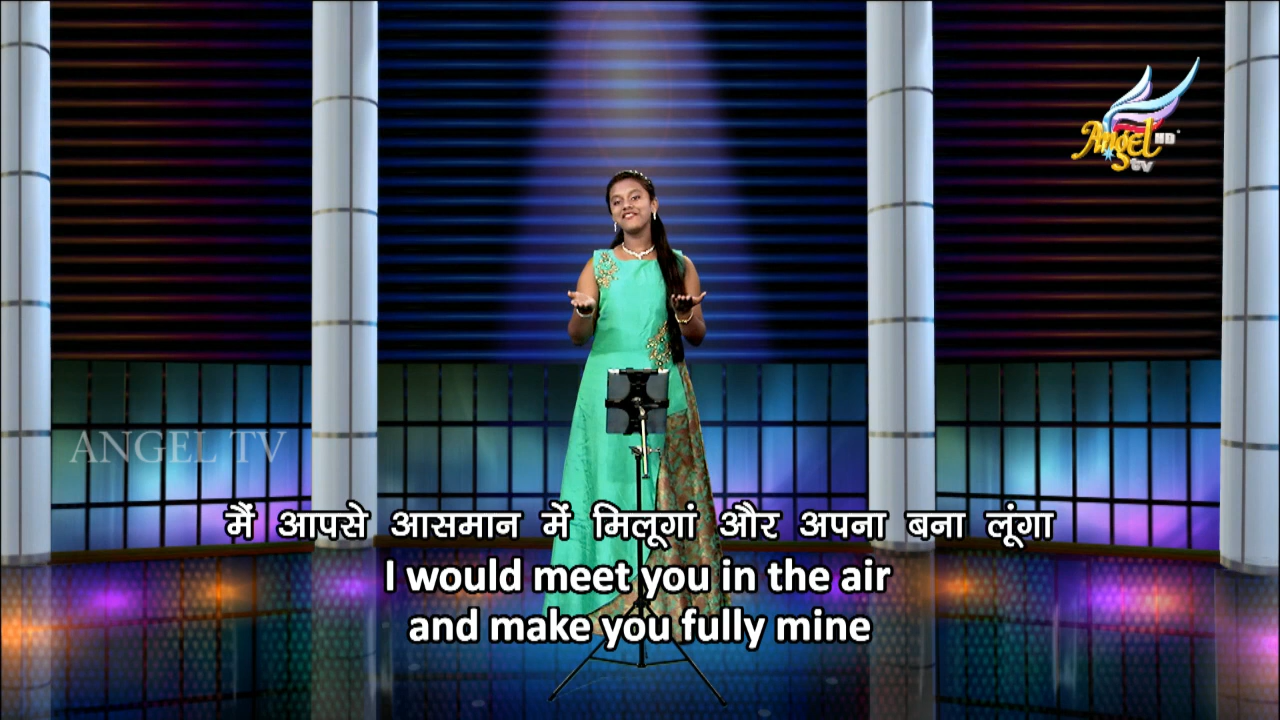 Angel HD
tv
ANGEL TV
मैं आपसे आसमान में मिलूगां और अपना बना लूंगा
I would meet you in the air
and make you fully mine